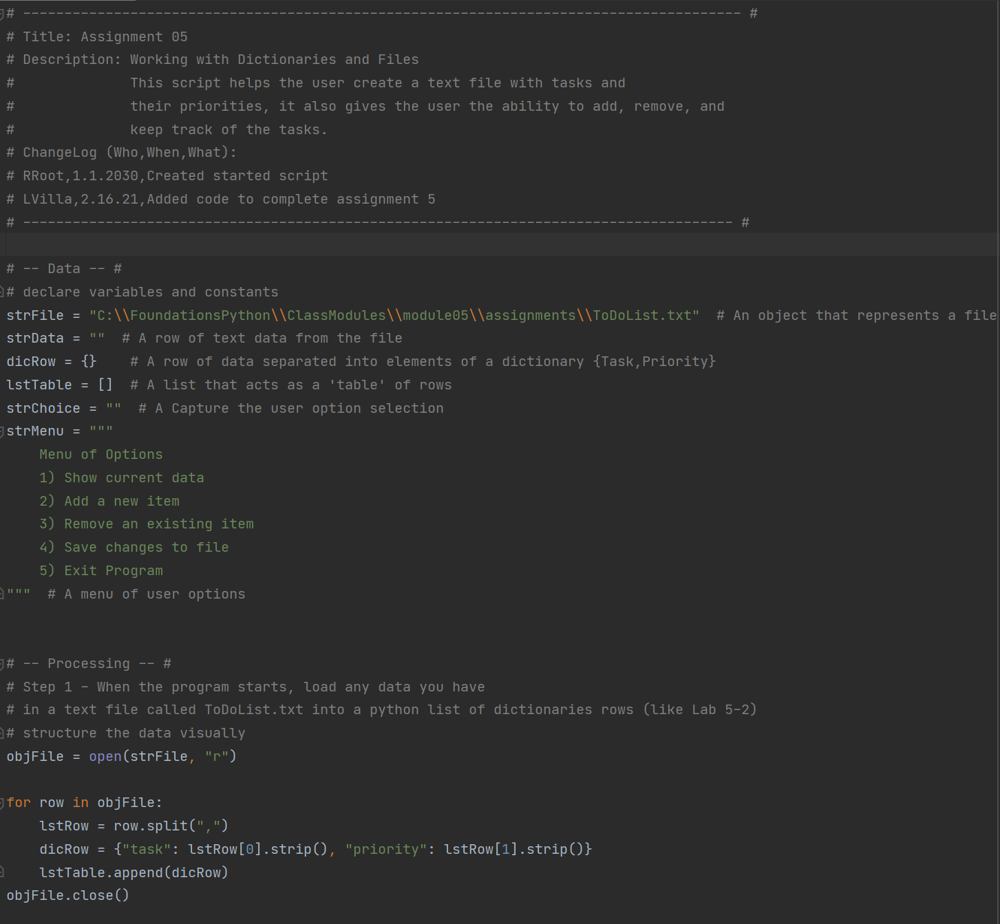 # --------------------------------------------------------------------------------------- #
# Title: Assignment 05
# Description: Working with Dictionaries and Files
#              This script helps the user create a text file with tasks and
#              their priorities, it also gives the user the ability to add, remove, and
#              keep track of the tasks.
# ChangeLog (Who,When,What):
# RRoot,1.1.2030,Created started script
# LVilla,2.16.21,Added code to complete assignment 5
# -------------------------------------------------------------------------------------- #
# -- Data -- #
# declare variables and constants
strFile = "C:\\FoundationsPython\\ClassModules\\module05\\assignments\\ToDoList.txt"  # An object that represents a file
strData = ""  # A row of text data from the file
dicRow = {}    # A row of data separated into elements of a dictionary {Task,Priority}
lstTable = []  # A list that acts as a 'table' of rows
strChoice = ""  # A Capture the user option selection
strMenu = """
    Menu of Options
    1) Show current data
    2) Add a new item
    3) Remove an existing item
    4) Save changes to file
    5) Exit Program
"""  # A menu of user options
# -- Processing -- #
# Step 1 - When the program starts, load any data you have
# in a text file called ToDoList.txt into a python list of dictionaries rows (like Lab 5-2)
# structure the data visually
objFile = open(strFile, "r")
for row in objFile:
    lstRow = row.split(",")
    dicRow = {"task": lstRow[0].strip(), "priority": lstRow[1].strip()}
    lstTable.append(dicRow)
objFile.close()